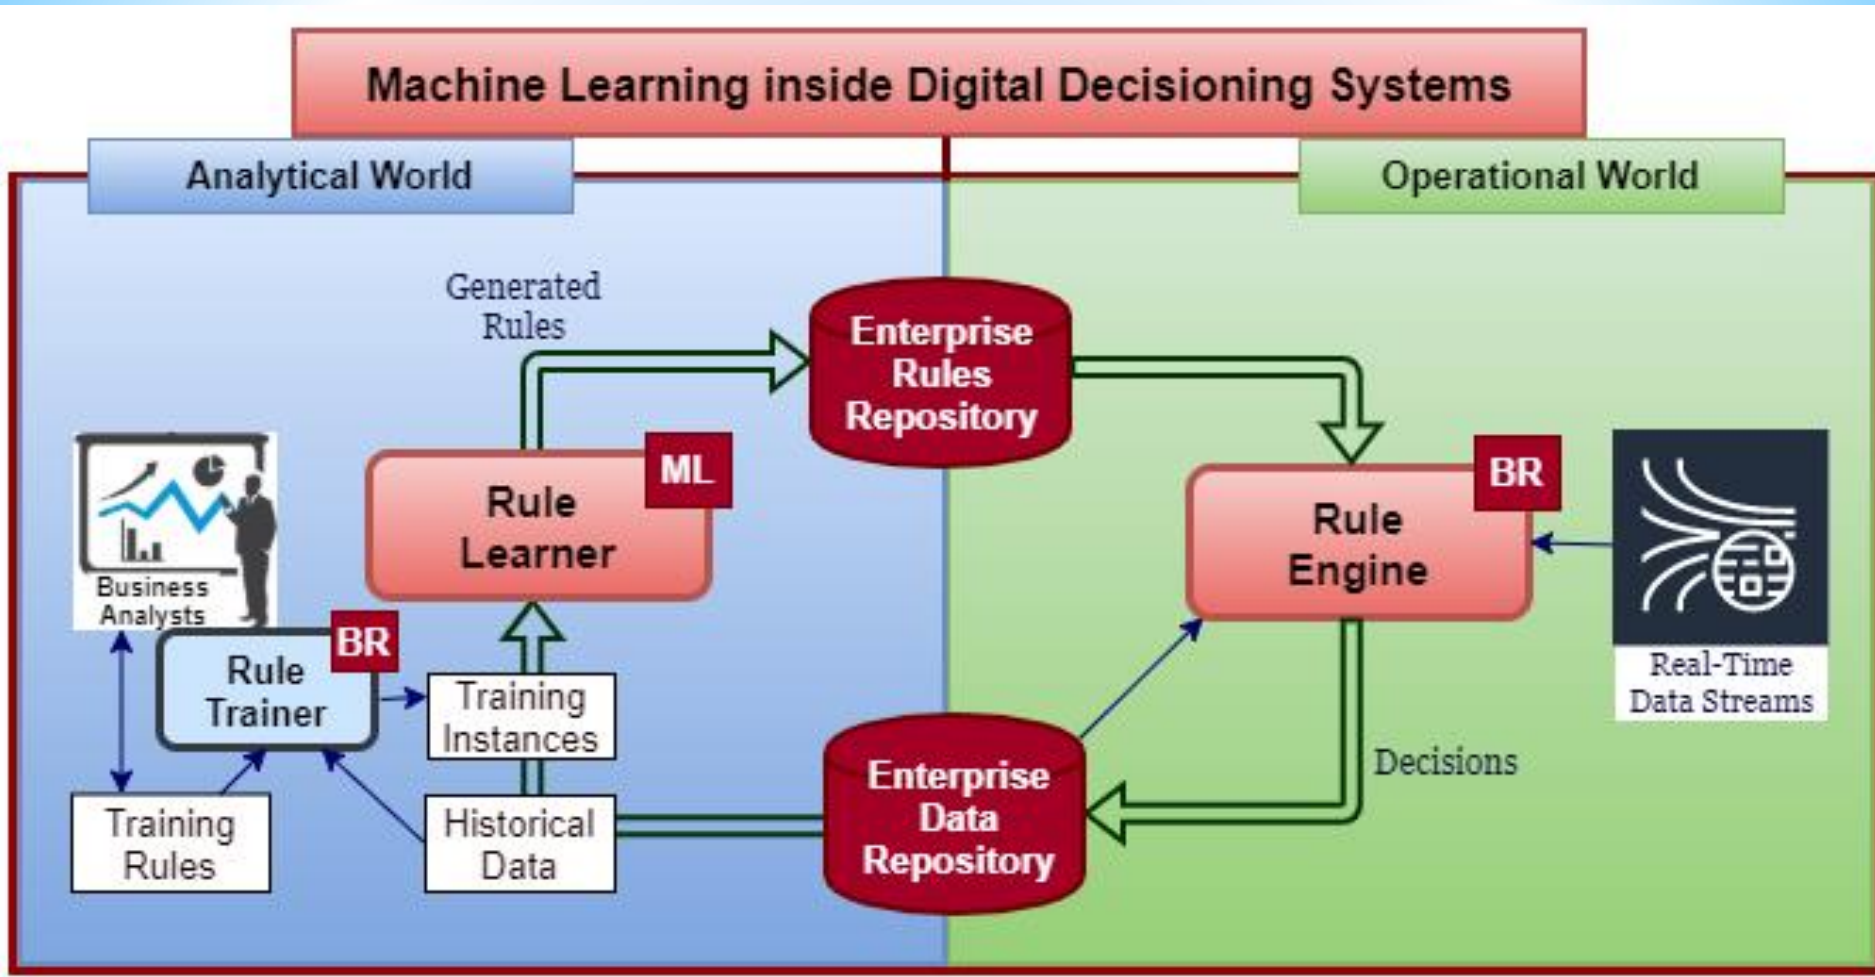 Machine Learning inside Digital Decisioning Systems
Analytical World
Operational World
Generated
Rules
Enterprise
Rules
Repository
ML
Rule
Learner
BR
Rule
Engine
Business
Analysts
BR
Rule
Trainer
Training
Instances
Real-Time
Data Streams
Decisions
Enterprise
Data
Repository
Training
Rules
Historical
Data